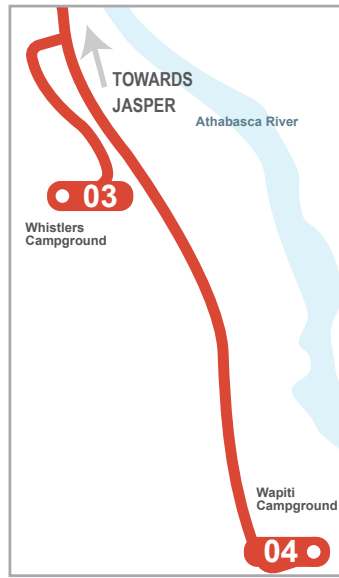 TOWARDS
JASPER
Athabasca River
03
Whistlers
Campground
Wapiti
Campground
04